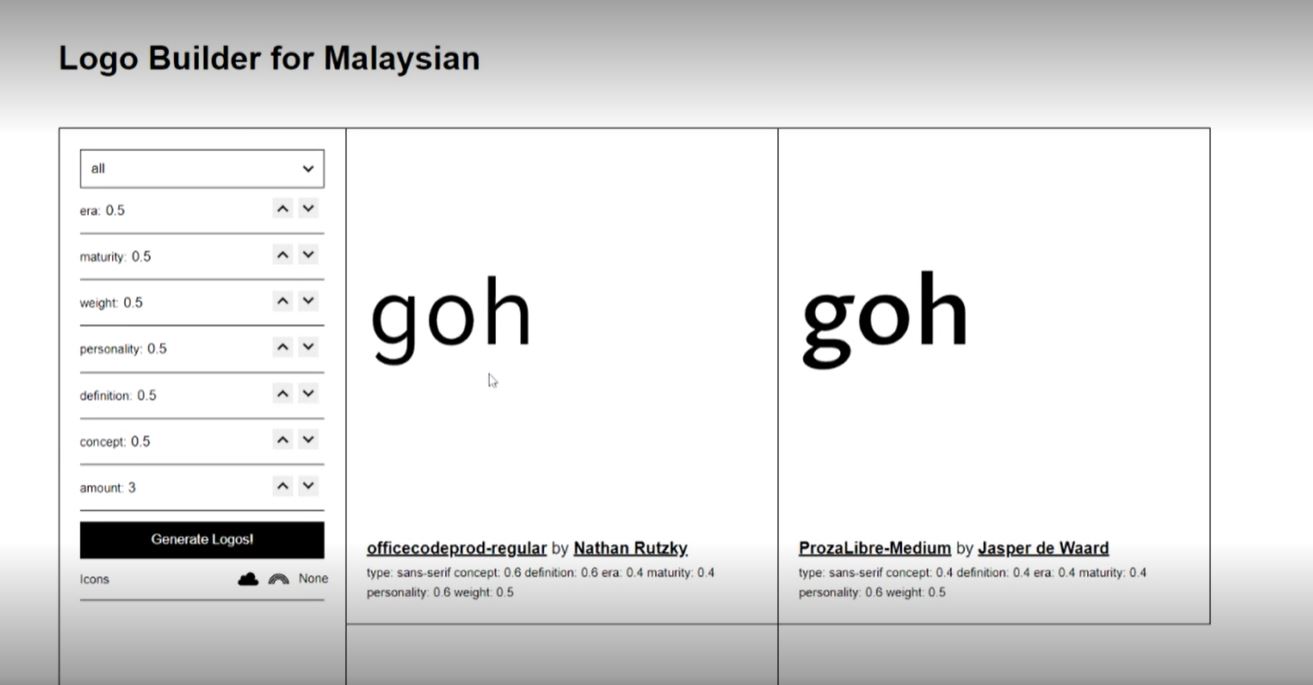 Logo Builder for Malaysian
all
era: 0.5
maturity: 0.5
weight: 0.5
personality: 0.5
definition: 0.5
concept: 0.5
amount: 3
Generate Logos!
Icons None
goh
officecodeprod-regular by Nathan Rutzky
type: sans-serif concept: 0.6 definition: 0.6 era: 0.4 maturity: 0.4
personality: 0.6 weight: 0.5
goh
ProzaLibre-Medium by Jasper de Waard
type: sans-serif concept: 0.4 definition: 0.4 era: 0.4 maturity: 0.4
personality: 0.6 weight: 0.5